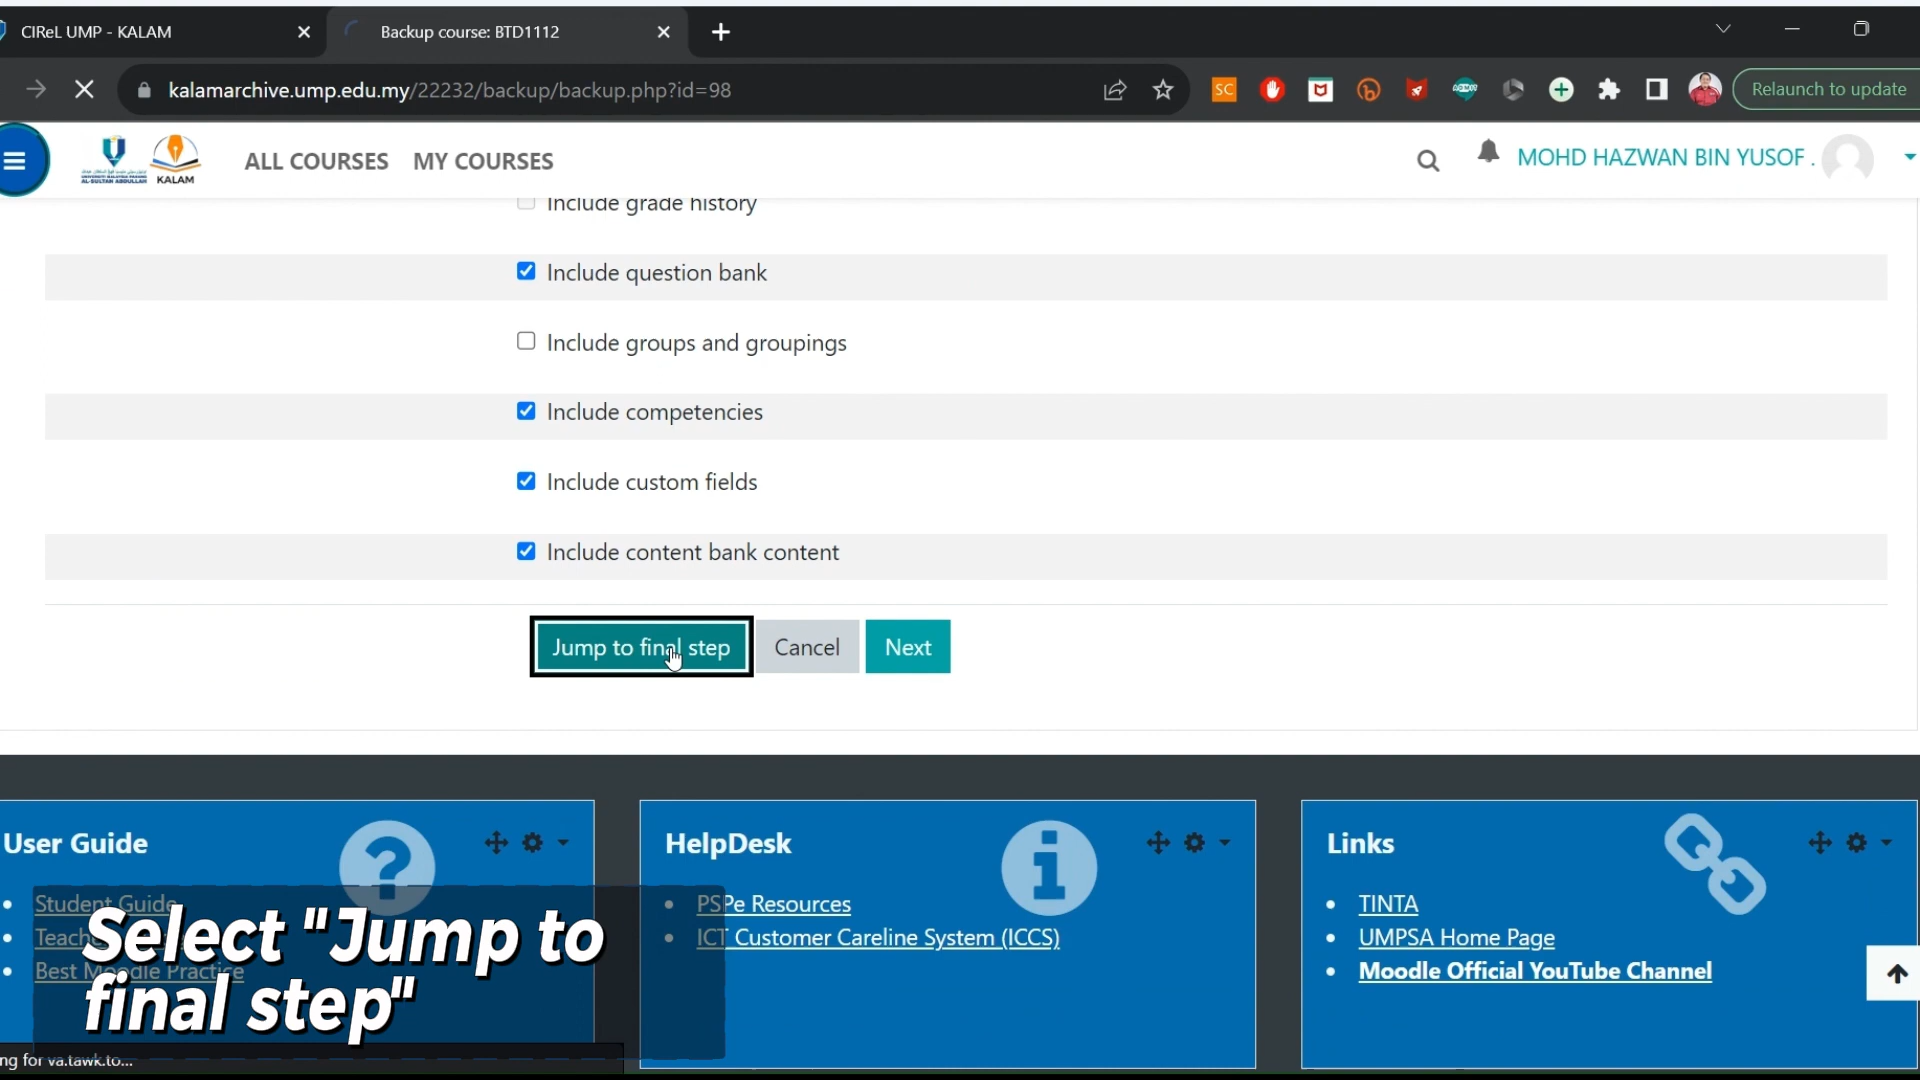 CIReL UMP - KALAM
Backup course: BTD1112
kalamarchive.ump.edu.my/22232/backup/backup.php?id=98
SC
Relaunch to update
KALAM
ALL COURSES
MY COURSES
MOHD HAZWAN BIN YUSOF .
Include grade history
Include question bank
Include groups and groupings
Include competencies
Include custom fields
Include content bank content
Jump to final step
Cancel
Next
User Guide
Student Guide
Best Moodle Practice
HelpDesk
PSPe Resources
ICT Customer Careline System (ICCS)
Links
TINTA
UMPSA Home Page
Moodle Official YouTube Channel
Select "Jump to
final step"
ng for va.tawk.to...